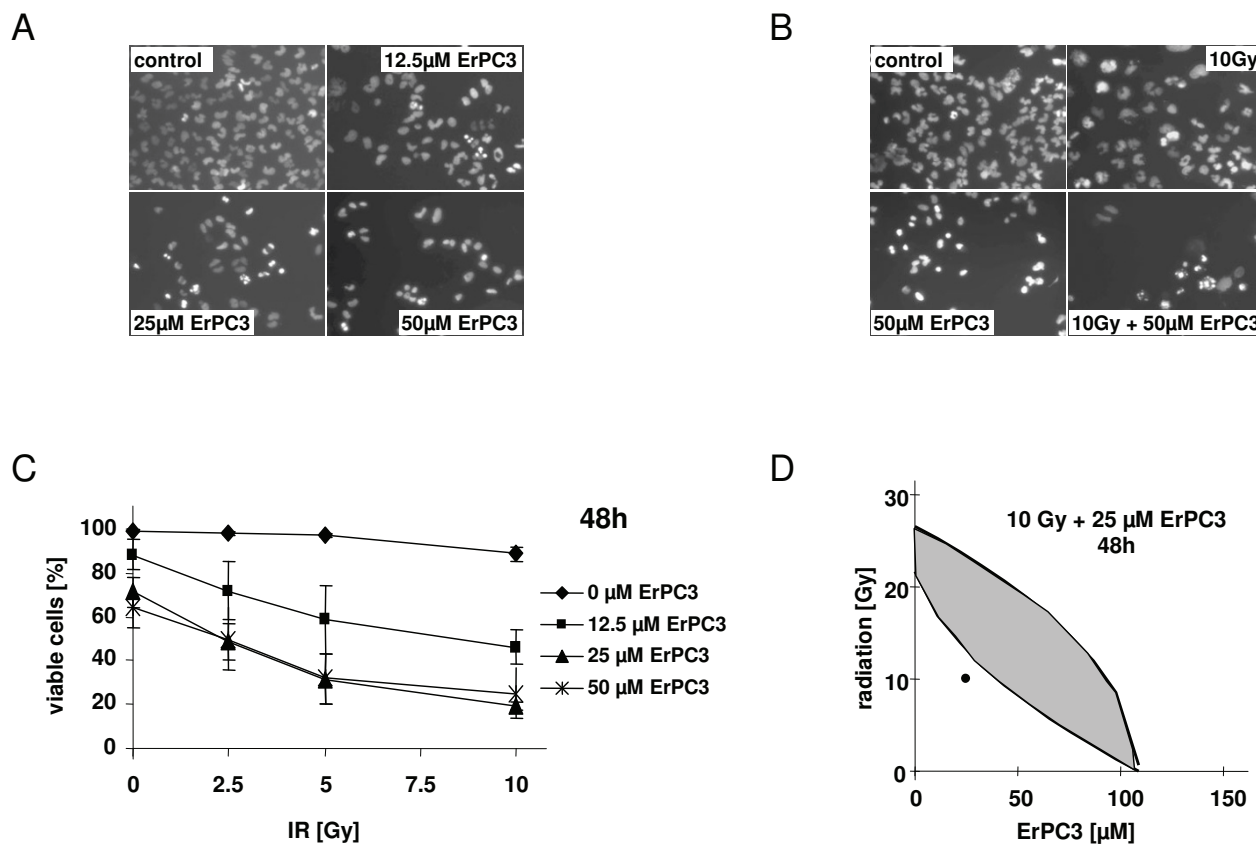 A
control
12.5µM ErPC3
25µM ErPC3
50µM ErPC3
B
control
10Gy
50µM ErPC3
10Gy + 50µM ErPC3
C
48h
viable cells [%]
100
80
60
40
20
0
0 2.5 5 7.5 10
IR [Gy]
0 µM ErPC3
12.5 µM ErPC3
25 µM ErPC3
50 µM ErPC3
D
10 Gy + 25 µM ErPC3
48h
radiation [Gy]
30
20
10
0
0 50 100 150
ErPC3 [µM]